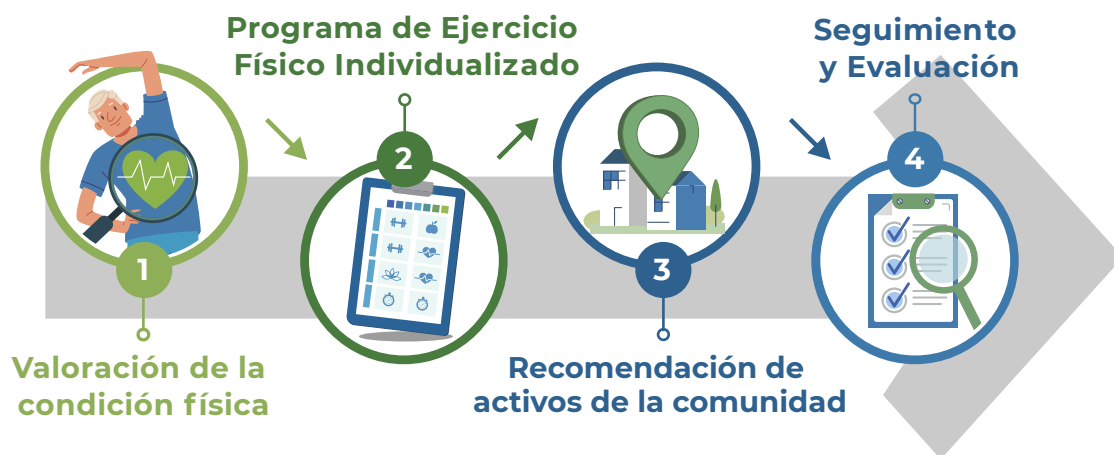 Programa de Ejercicio
Físico Individualizado
Seguimiento
y Evaluación
2
4
1
3
Valoración de la
condición física
Recomendación de
activos de la comunidad